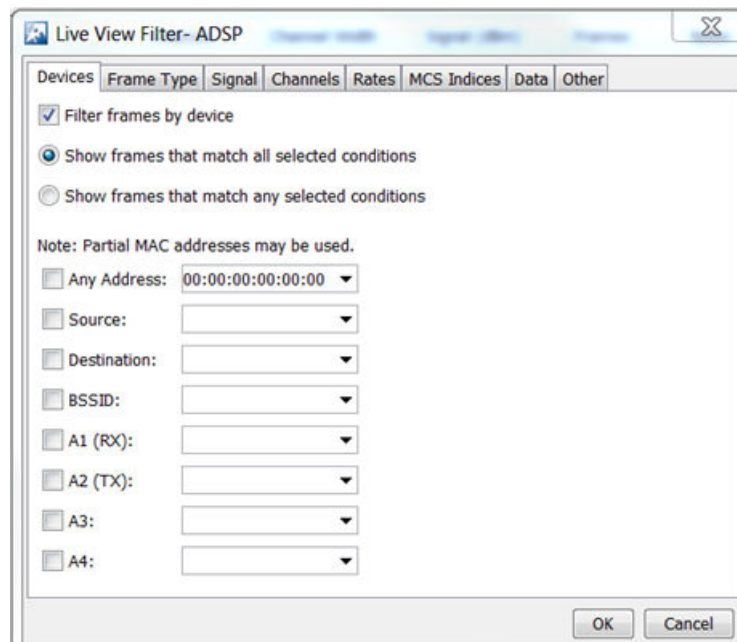 Live View Filter- ADSP
Devices Frame Type Signal Channels Rates MCS Indices Data Other
Filter frames by device
Show frames that match all selected conditions
Show frames that match any selected conditions
Note: Partial MAC addresses may be used.
Any Address: 00:00:00:00:00:00
Source:
Destination:
BSSID:
A1 (RX):
A2 (TX):
A3:
A4:
OK Cancel